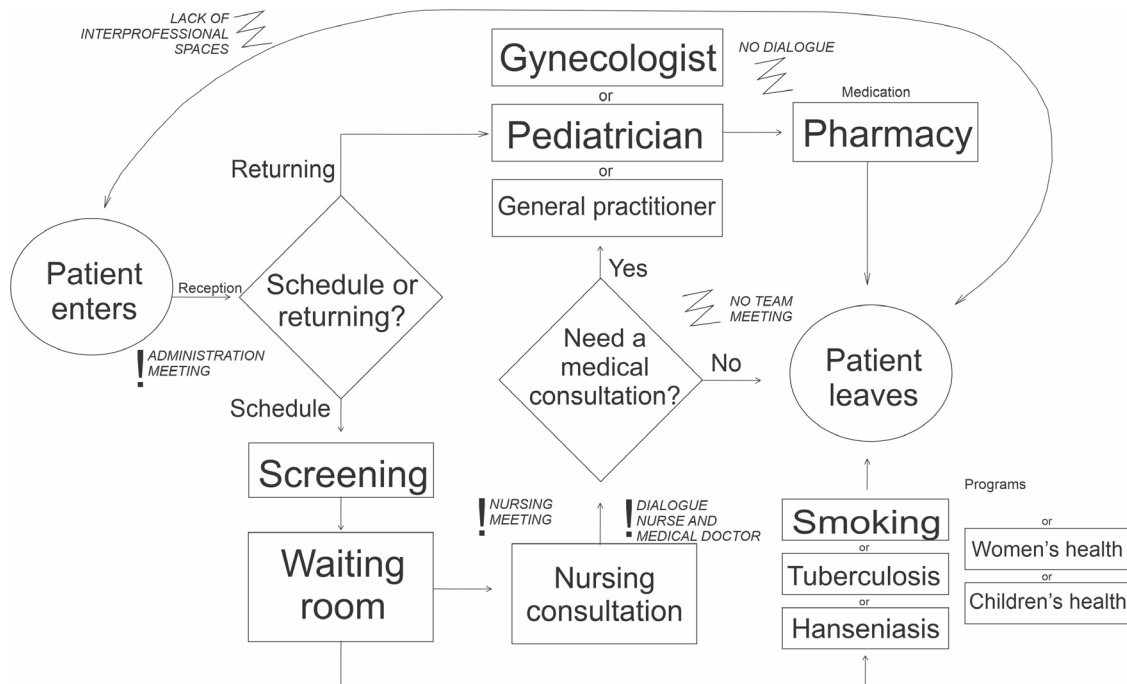 LACK OF
INTERPROFESSIONAL
SPACES
Gynecologist
or
Pediatrician
or
General practitioner
NO DIALOGUE
Medication
Pharmacy
Returning
Patient
enters
Reception
Schedule or
returning?
! ADMINISTRATION
MEETING
Schedule
Yes
Need a
medical
consultation?
NO TEAM
MEETING
No
Patient
leaves
Screening
Waiting
room
! NURSING
MEETING
! DIALOGUE
NURSE AND
MEDICAL DOCTOR
Nursing
consultation
Programs
Smoking
or
Tuberculosis
or
Hanseniasis
or
Women's health
or
Children's health